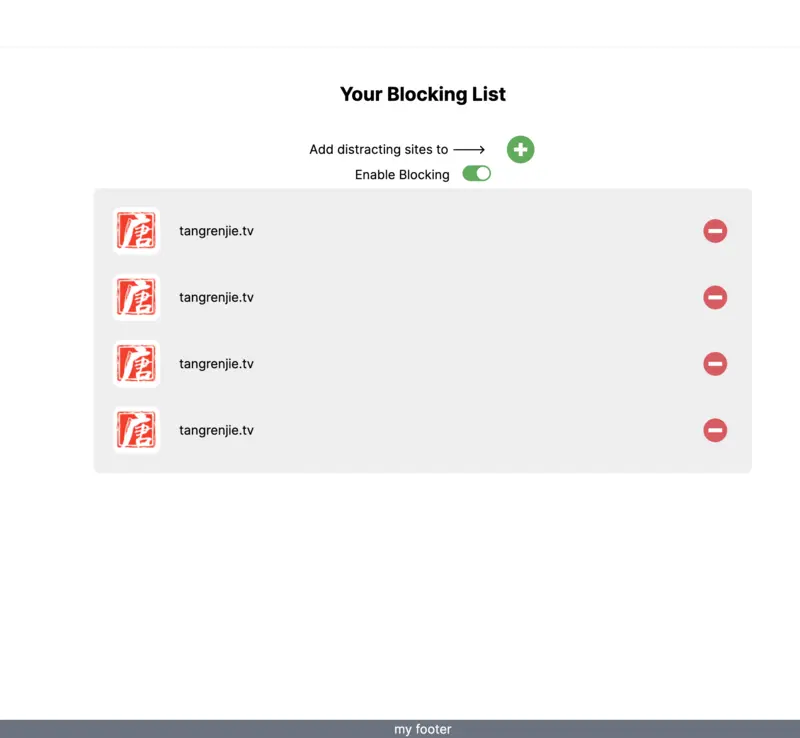 Your Blocking List
Add distracting sites to ⟶
Enable Blocking
唐 tangrenjie.tv
唐 tangrenjie.tv
唐 tangrenjie.tv
唐 tangrenjie.tv
my footer